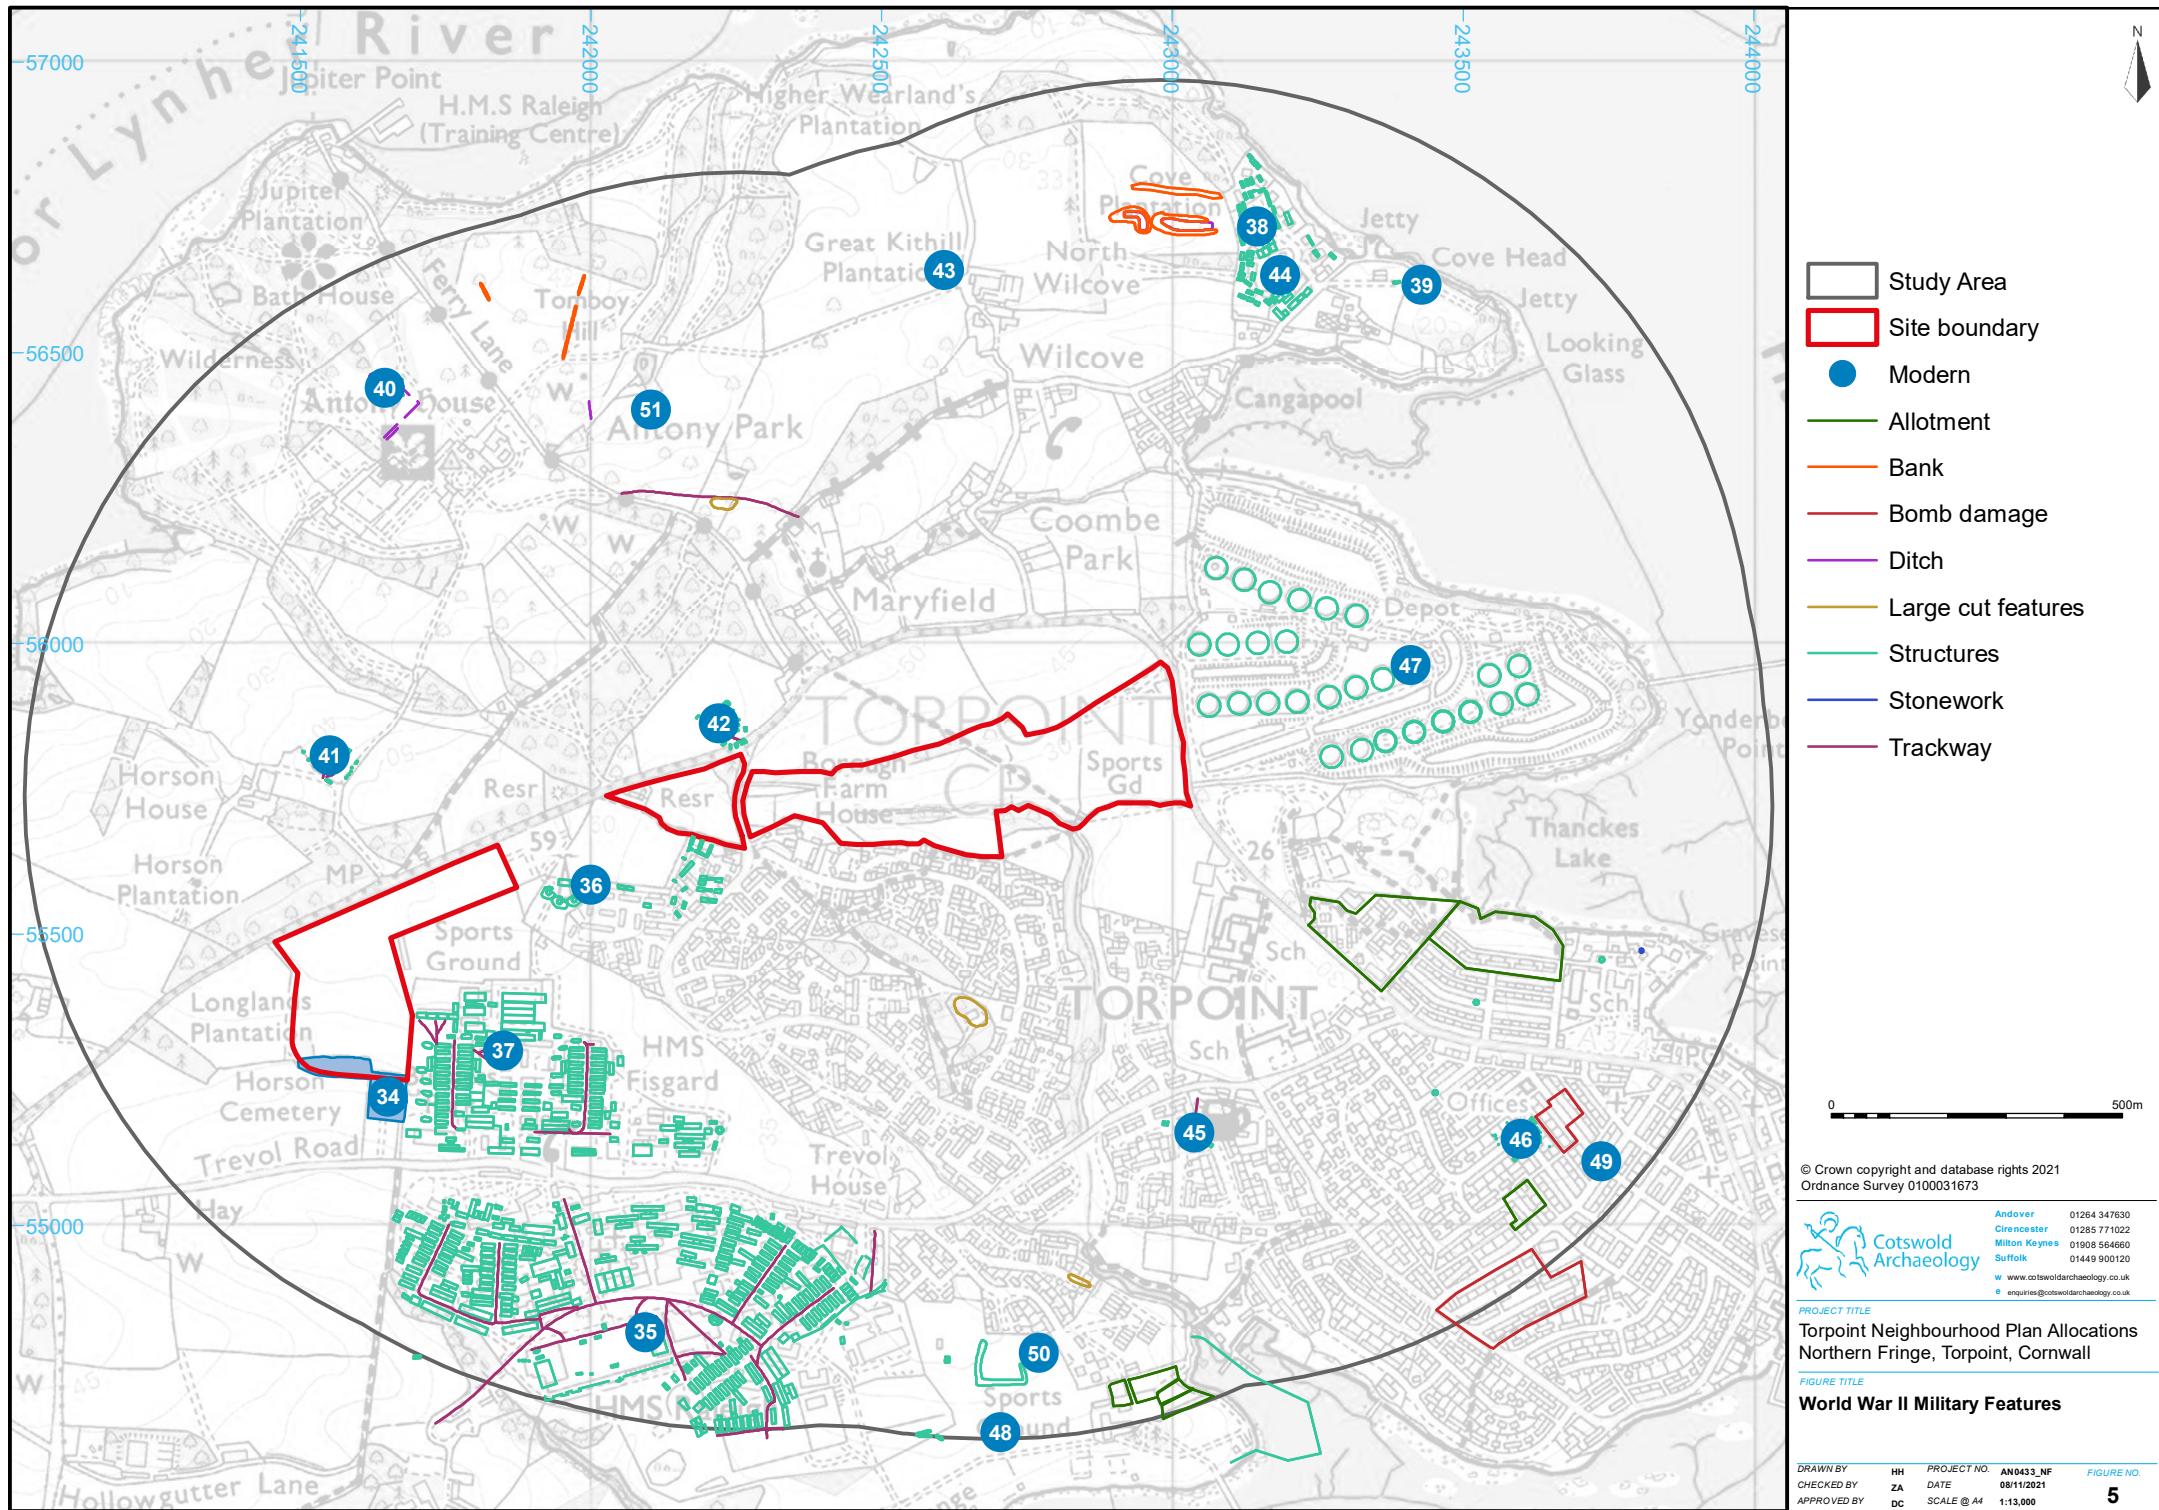 241500
242000
242500
243000
243500
244000
57000
56500
56000
55500
55000
River
Jupiter Point
or Lynher
H.M.S Raleigh
(Training Centre)
Higher Wearland's
Plantation
Jupiter
Plantation
Bath House
Ferry Lane
Tomboy
Hill
Great Kithill
Plantation
43
Cove
Plantation
North
Wilcove
38
44
Jetty
Cove Head
39
Jetty
Wilderness
40
Antony House
W
51
Antony Park
Wilcove
Looking
Glass
Cangapool
W
W
Coombe
Park
Maryfield
Depot
47
42
TORPOINT
CP
41
Horson
House
Resr
Resr
Borough
Farm
House
Sports
Gd
Yonderbe
Point
Thanckes
Lake
59
26
MP
Horson
Plantation
36
Sports
Ground
Sch
Graves
Point
Longlands
Plantation
TORPOINT
Sch
37
HMS
Fisgard
Sch
A374
PO
Horson
Cemetery
34
Offices
Trevol Road
45
46
49
Trevol
House
Hay
W
35
50
W
HMS
Sports
Ground
48
Hollowgutter Lane
N
Study Area
Site boundary
Modern
Allotment
Bank
Bomb damage
Ditch
Large cut features
Structures
Stonework
Trackway
0 500m
© Crown copyright and database rights 2021
Ordnance Survey 0100031673
Cotswold
Archaeology
Andover 01264 347630
Cirencester 01285 771022
Milton Keynes 01908 564660
Suffolk 01449 900120
w www.cotswoldarchaeology.co.uk
e enquiries@cotswoldarchaeology.co.uk
PROJECT TITLE
Torpoint Neighbourhood Plan Allocations
Northern Fringe, Torpoint, Cornwall
FIGURE TITLE
World War II Military Features
DRAWN BY HH PROJECT NO. AN0433_NF FIGURE NO.
CHECKED BY ZA DATE 08/11/2021
APPROVED BY DC SCALE @ A4 1:13,000 5